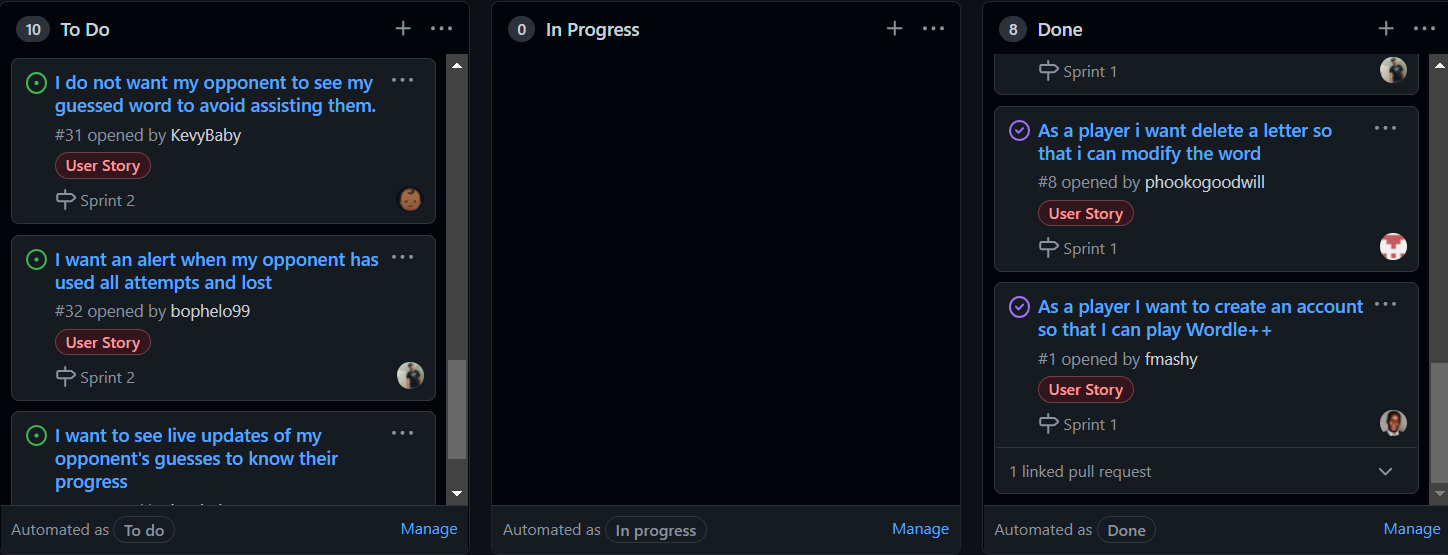 10 To Do
I do not want my opponent to see my
guessed word to avoid assisting them.
#31 opened by KevyBaby
User Story
Sprint 2
I want an alert when my opponent has
used all attempts and lost
#32 opened by bophelo99
User Story
Sprint 2
I want to see live updates of my
opponent's guesses to know their
progress
Automated as To do
Manage
0 In Progress
Automated as In progress
Manage
8 Done
Sprint 1
As a player i want delete a letter so
that i can modify the word
#8 opened by phookogoodwill
User Story
Sprint 1
As a player I want to create an account
so that I can play Wordle++
#1 opened by fmashy
User Story
Sprint 1
1 linked pull request
Automated as Done
Manage